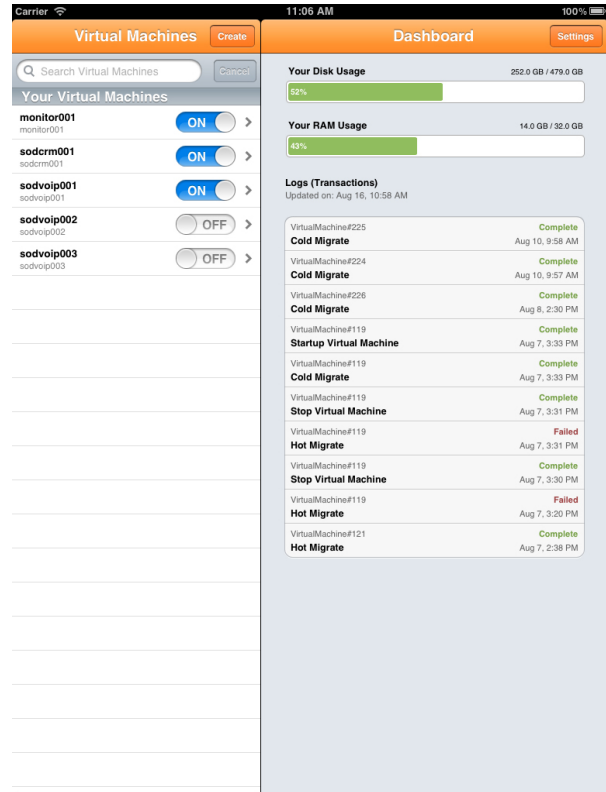 Carrier 11:06 AM 100%
Virtual Machines Create
Search Virtual Machines Cancel
Your Virtual Machines
monitor001
monitor001
ON
sodcrm001
sodcrm001
ON
sodvoip001
sodvoip001
ON
sodvoip002
sodvoip002
OFF
sodvoip003
sodvoip003
OFF
Dashboard Settings
Your Disk Usage 252.0 GB / 479.0 GB
52%
Your RAM Usage 14.0 GB / 32.0 GB
43%
Logs (Transactions)
Updated on: Aug 16, 10:58 AM
VirtualMachine#225 Complete
Cold Migrate Aug 10, 9:58 AM
VirtualMachine#224 Complete
Cold Migrate Aug 10, 9:57 AM
VirtualMachine#226 Complete
Cold Migrate Aug 8, 2:30 PM
VirtualMachine#119 Complete
Startup Virtual Machine Aug 7, 3:33 PM
VirtualMachine#119 Complete
Cold Migrate Aug 7, 3:33 PM
VirtualMachine#119 Complete
Stop Virtual Machine Aug 7, 3:31 PM
VirtualMachine#119 Failed
Hot Migrate Aug 7, 3:31 PM
VirtualMachine#119 Complete
Stop Virtual Machine Aug 7, 3:30 PM
VirtualMachine#119 Failed
Hot Migrate Aug 7, 3:20 PM
VirtualMachine#121 Complete
Hot Migrate Aug 7, 2:38 PM